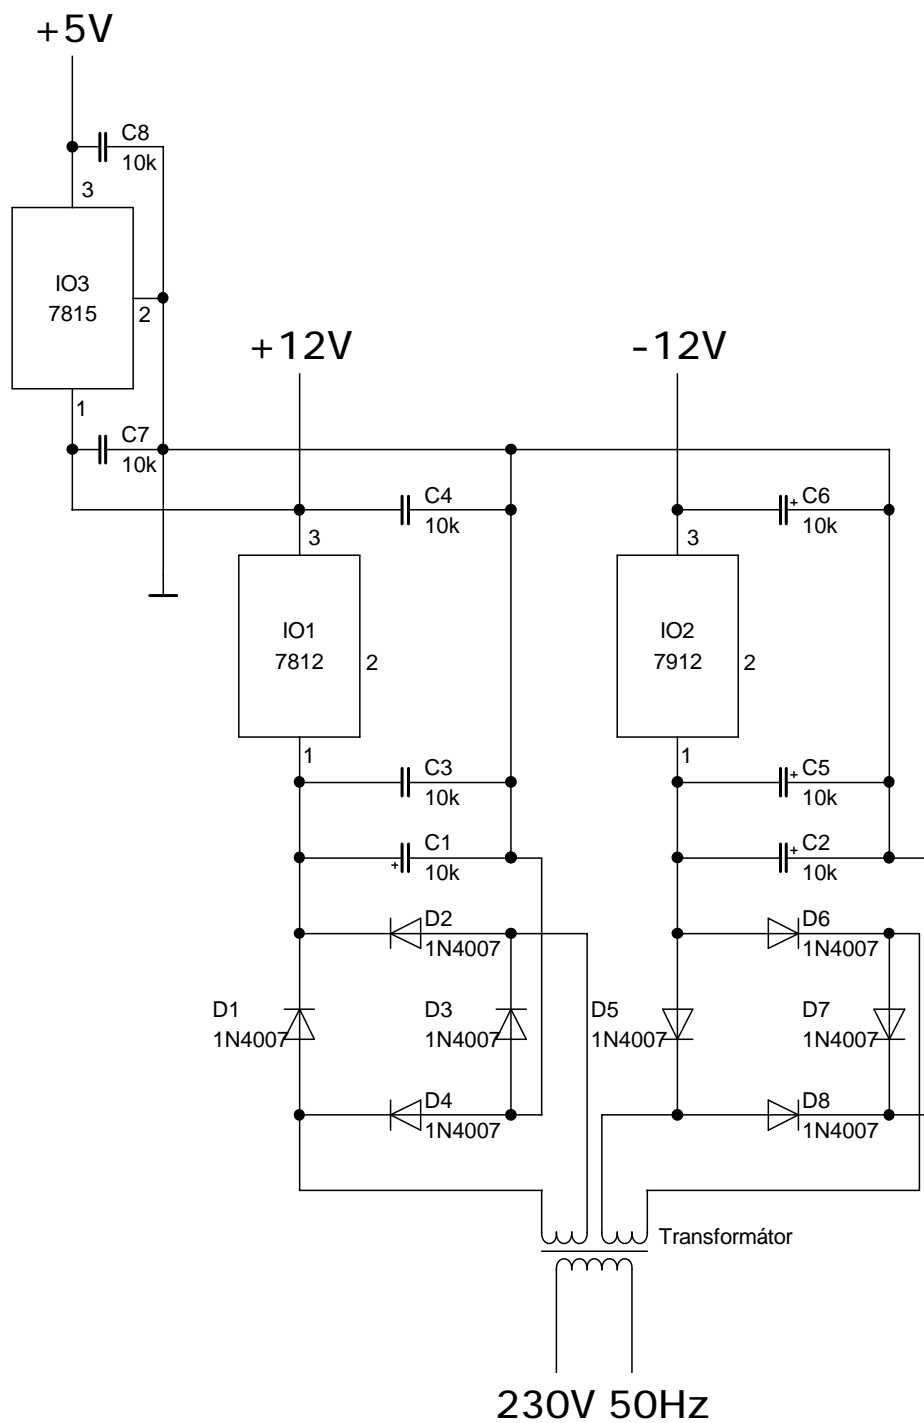 +5V
C8
10k
3
IO3
7815
2
1
C7
10k
+12V
-12V
C4
10k
+
C6
10k
3
3
IO1
7812
2
IO2
7912
2
1
1
C3
10k
+
C5
10k
+
C1
10k
+
C2
10k
D2
1N4007
D6
1N4007
D1
1N4007
D3
1N4007
D5
1N4007
D7
1N4007
D4
1N4007
D8
1N4007
Transformátor
230V 50Hz